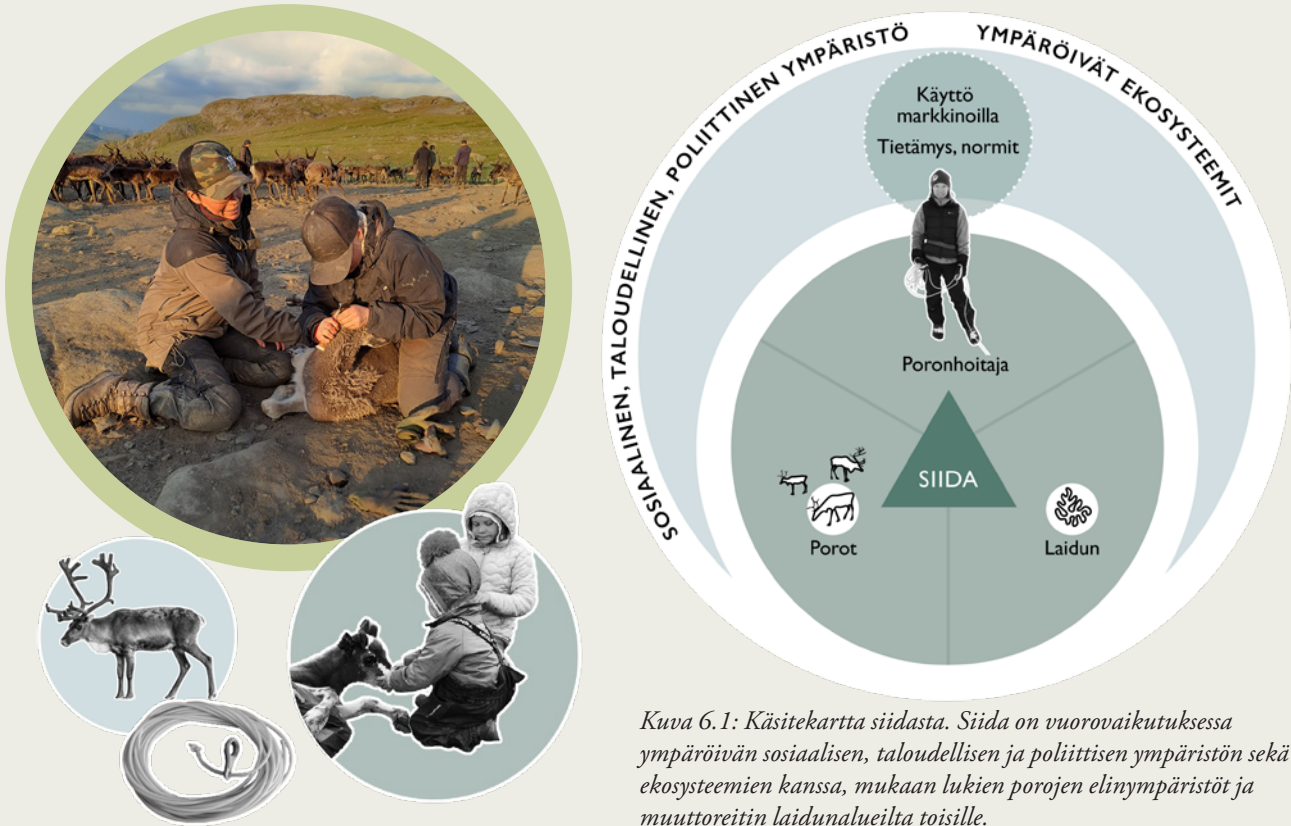 SOSIAALINEN, TALOUDELLINEN, POLIITTINEN YMPÄRISTÖ
YMPÄRÖIVÄT EKOSYSTEEMIT
Käyttö
markkinoilla
Tietämys, normit
Poronhoitaja
SIIDA
Porot
Laidun
Kuva 6.1: Käsitekartta siidasta. Siida on vuorovaikutuksessa
ympäröivän sosiaalisen, taloudellisen ja poliittisen ympäristön sekä
ekosysteemien kanssa, mukaan lukien porojen elinympäristöt ja
muuttoreitin laidunalueilta toisille.